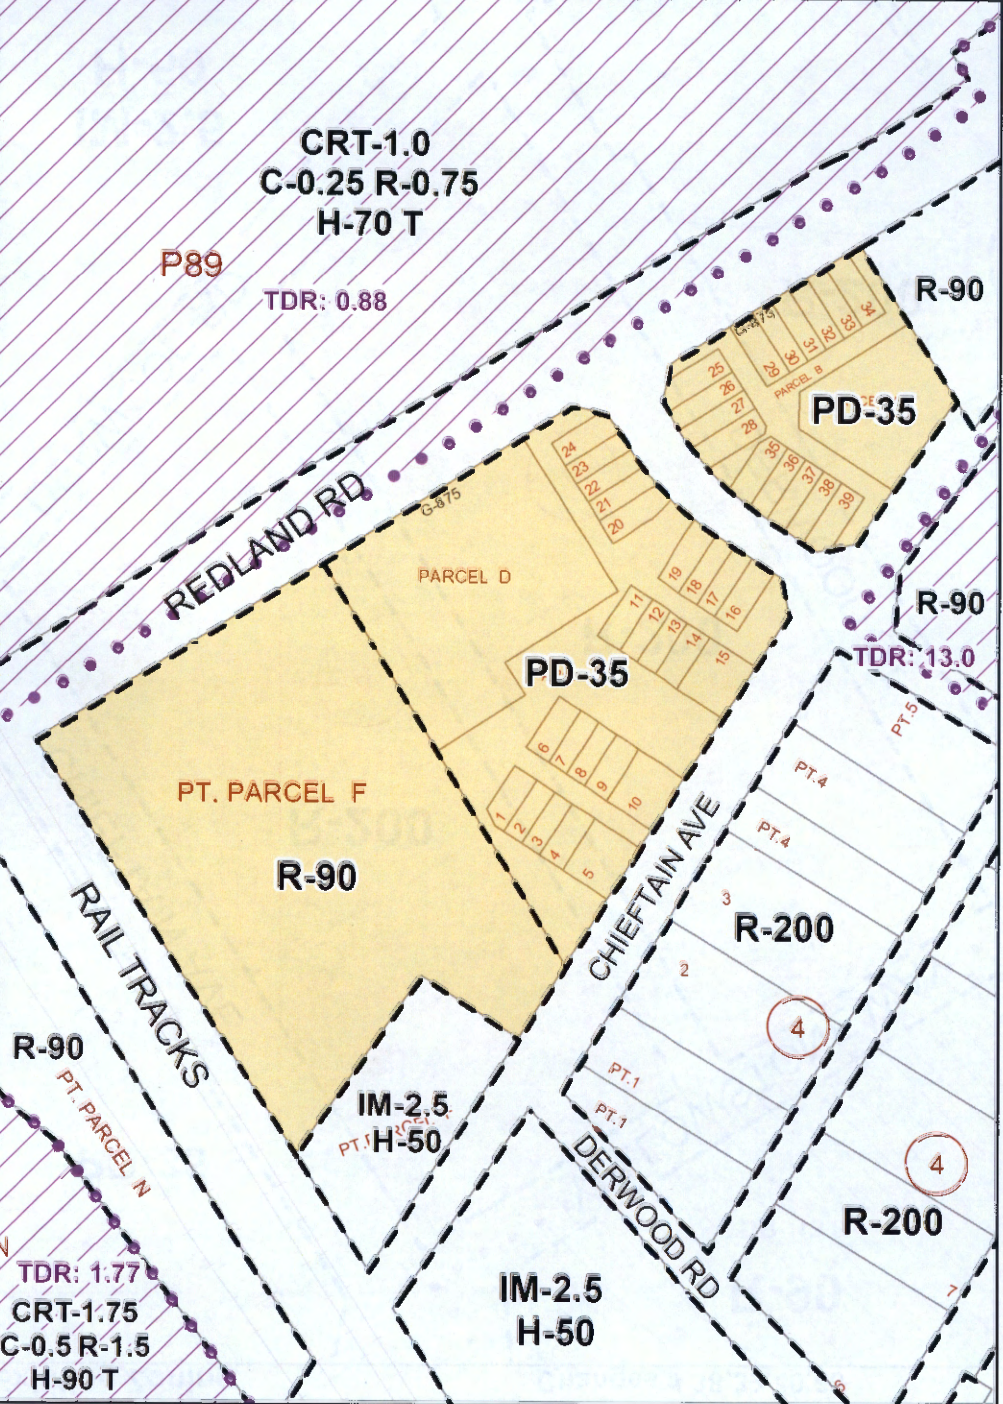 CRT-1.0
C-0.25 R-0.75
H-70 T
P89
TDR: 0.88
R-90
G-875
34
33
32
31
30
29
PARCEL B
25
26
27
28
PD-35
35
36
37
38
39
REDLAND RD
G-875
24
23
22
21
20
PARCEL D
19
18
17
16
11
12
13
14
15
R-90
TDR: 13.0
PD-35
PT.5
6
7
8
9
10
PT.4
PT. PARCEL F
1
2
3
4
5
PT.4
R-90
CHIEFTAIN AVE
3
R-200
2
4
RAIL TRACKS
R-90
PT. PARCEL N
PT.1
PT.1
IM-2.5
H-50
DERWOOD RD
4
R-200
7
N
TDR: 1.77
CRT-1.75
C-0.5 R-1.5
H-90 T
IM-2.5
H-50